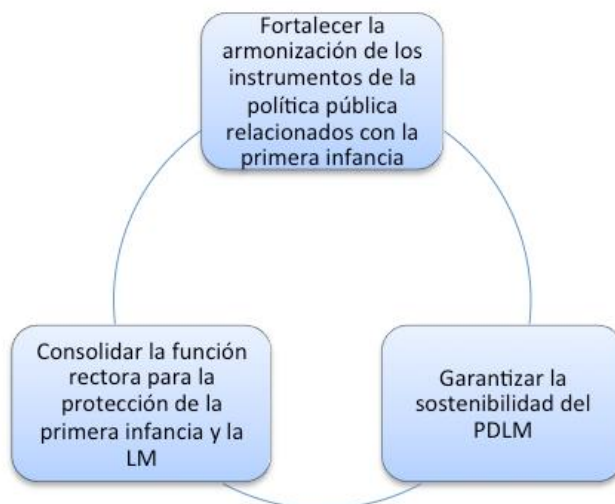 Fortalecer la
armonización de los
instrumentos de la
política pública
relacionados con la
primera infancia
Consolidar la función
rectora para la
protección de la
primera infancia y la
LM
Garantizar la
sostenibilidad del
PDLM